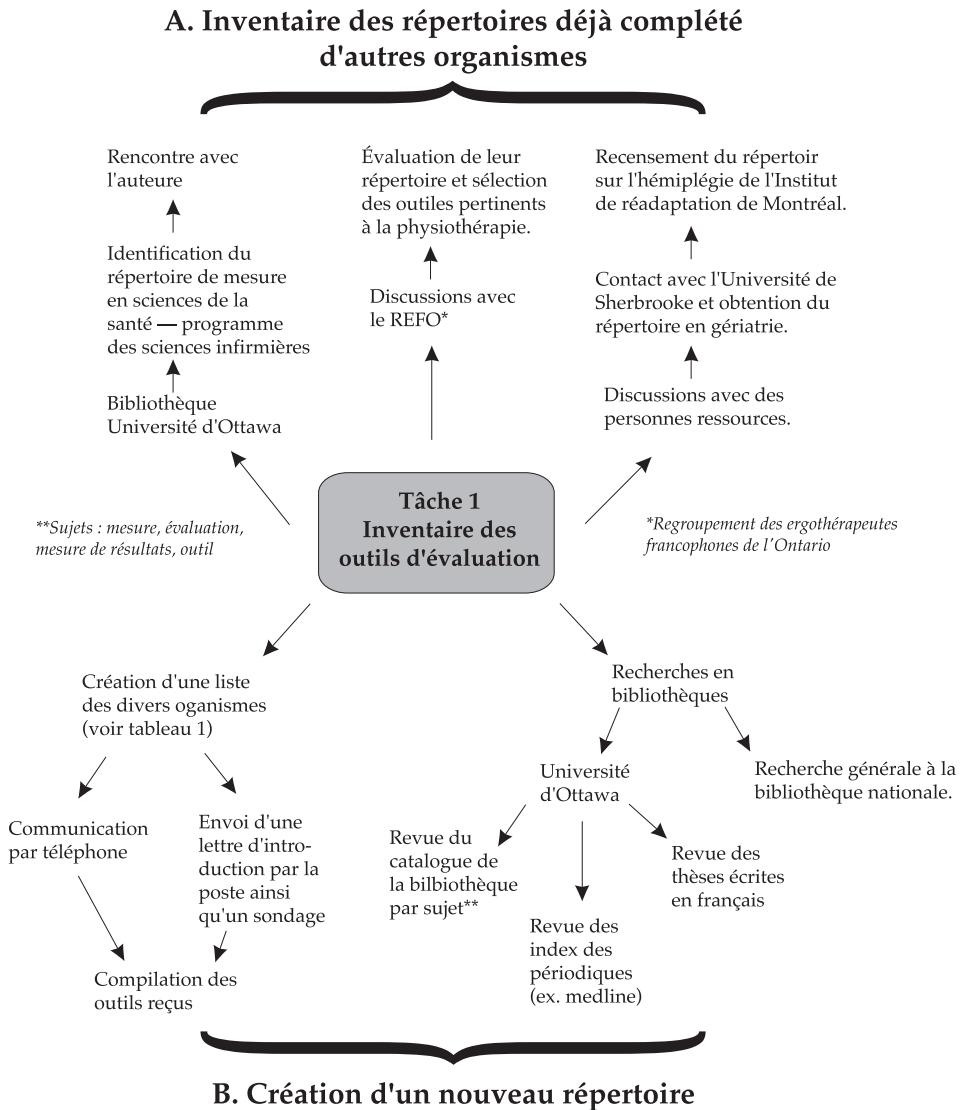 A. Inventaire des répertoires déjà complété
d'autres organismes
Rencontre avec
l'auteure
Identification du
répertoire de mesure
en sciences de la
santé — programme
des sciences infirmières
Bibliothèque
Université d'Ottawa
Évaluation de leur
répertoire et sélection
des outiles pertinents
à la physiothérapie.
Discussions avec
le REFO*
Recensement du répertoir
sur l'hémiplégie de l'Institut
de réadaptation de Montréal.
Contact avec l'Université de
Sherbrooke et obtention du
répertoire en gériatrie.
Discussions avec des
personnes ressources.
**Sujets : mesure, évaluation,
mesure de résultats, outil
Tâche 1
Inventaire des
outils d'évaluation
*Regroupement des ergothérapeutes
francophones de l'Ontario
Création d'une liste
des divers oganismes
(voir tableau 1)
Communication
par téléphone
Envoi d'une
lettre d'intro-
duction par la
poste ainsi
qu'un sondage
Compilation des
outils reçus
Recherches en
bibliothèques
Université
d'Ottawa
Recherche générale à la
bibliothèque nationale.
Revue du
catalogue de
la bilbiothèque
par sujet**
Revue des
index des
périodiques
(ex. medline)
Revue des
thèses écrites
en français
B. Création d'un nouveau répertoire